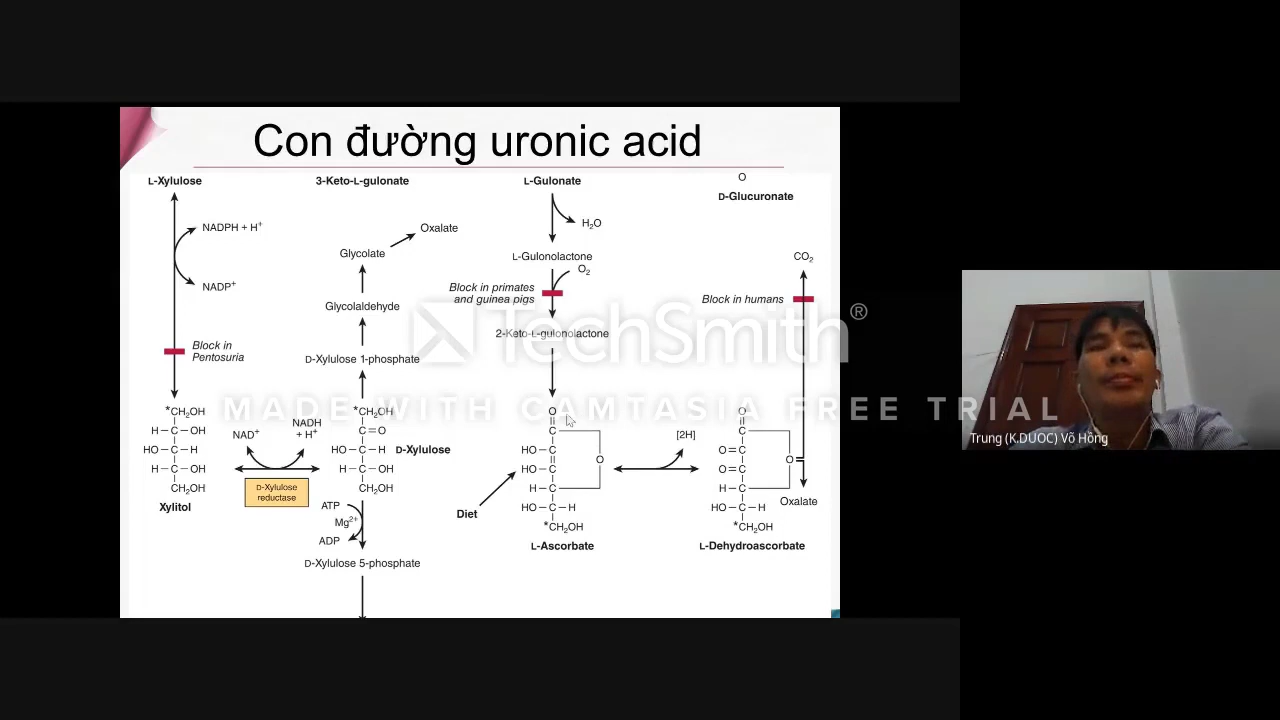 Con đường uronic acid
L-Xylulose
3-Keto-L-gulonate
L-Gulonate
O
D-Glucuronate
NADPH + H+
NADP+
Block in
Pentosuria
*CH2OH
H–C–OH
HO–C–H
H–C–OH
CH2OH
Xylitol
NAD+
NADH
+ H+
D-Xylulose
reductase
Oxalate
Glycolate
Glycolaldehyde
D-Xylulose 1-phosphate
*CH2OH
C=O
HO–C–H
H–C–OH
CH2OH
D-Xylulose
ATP
Mg2+
ADP
D-Xylulose 5-phosphate
H2O
L-Gulonolactone
O2
Block in primates
and guinea pigs
2-Keto-L-gulonolactone
O
C
HO–C
O
HO–C
H–C
HO–C–H
*CH2OH
L-Ascorbate
Diet
[2H]
CO2
Block in humans
O
C
O=C
O
O=C
H–C
HO–C–H
*CH2OH
L-Dehydroascorbate
Oxalate
TechSmith®
MADE WITH CAMTASIA FREE TRIAL
Trung (K.DUOC) Võ Hồng